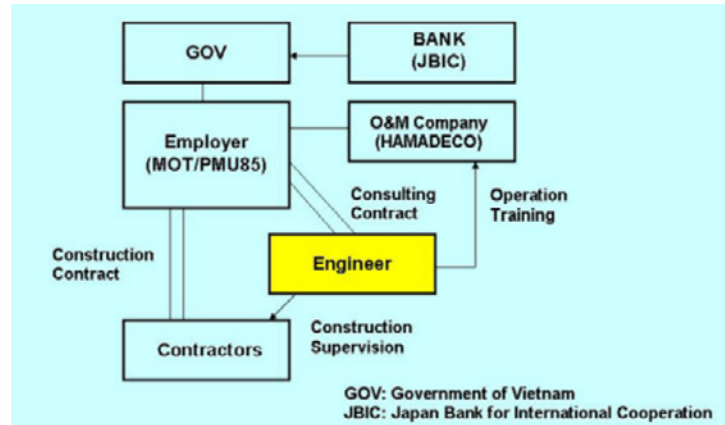 GOV
BANK
(JBIC)
Employer
(MOT/PMU85)
O&M Company
(HAMADECO)
Consulting
Contract
Operation
Training
Construction
Contract
Engineer
Contractors
Construction
Supervision
GOV: Government of Vietnam
JBIC: Japan Bank for International Cooperation